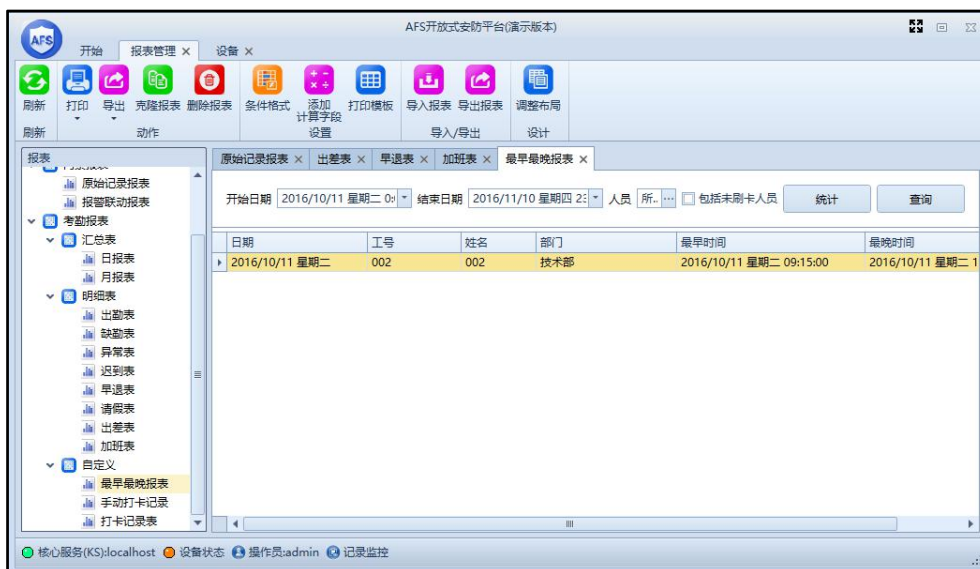 AFS开放式安防平台(演示版本)
AFS
开始 报表管理 设备
刷新 打印 导出 克隆报表 删除报表 条件格式 添加计算字段 打印模板 导入报表 导出报表 调整布局
刷新 动作 设置 导入/导出 设计
报表
原始记录报表
报警联动报表
考勤报表
汇总表
日报表
月报表
明细表
出勤表
缺勤表
异常表
迟到表
早退表
请假表
出差表
加班表
自定义
最早最晚报表
手动打卡记录
打卡记录表
原始记录报表 出差表 早退表 加班表 最早最晚报表
开始日期 2016/10/11 星期二 0: 结束日期 2016/11/10 星期四 23 人员 所.. ... 包括未刷卡人员 统计 查询
日期 工号 姓名 部门 最早时间 最晚时间
2016/10/11 星期二 002 002 技术部 2016/10/11 星期二 09:15:00 2016/10/11 星期二 1
核心服务(KS):localhost 设备状态 操作员:admin 记录监控